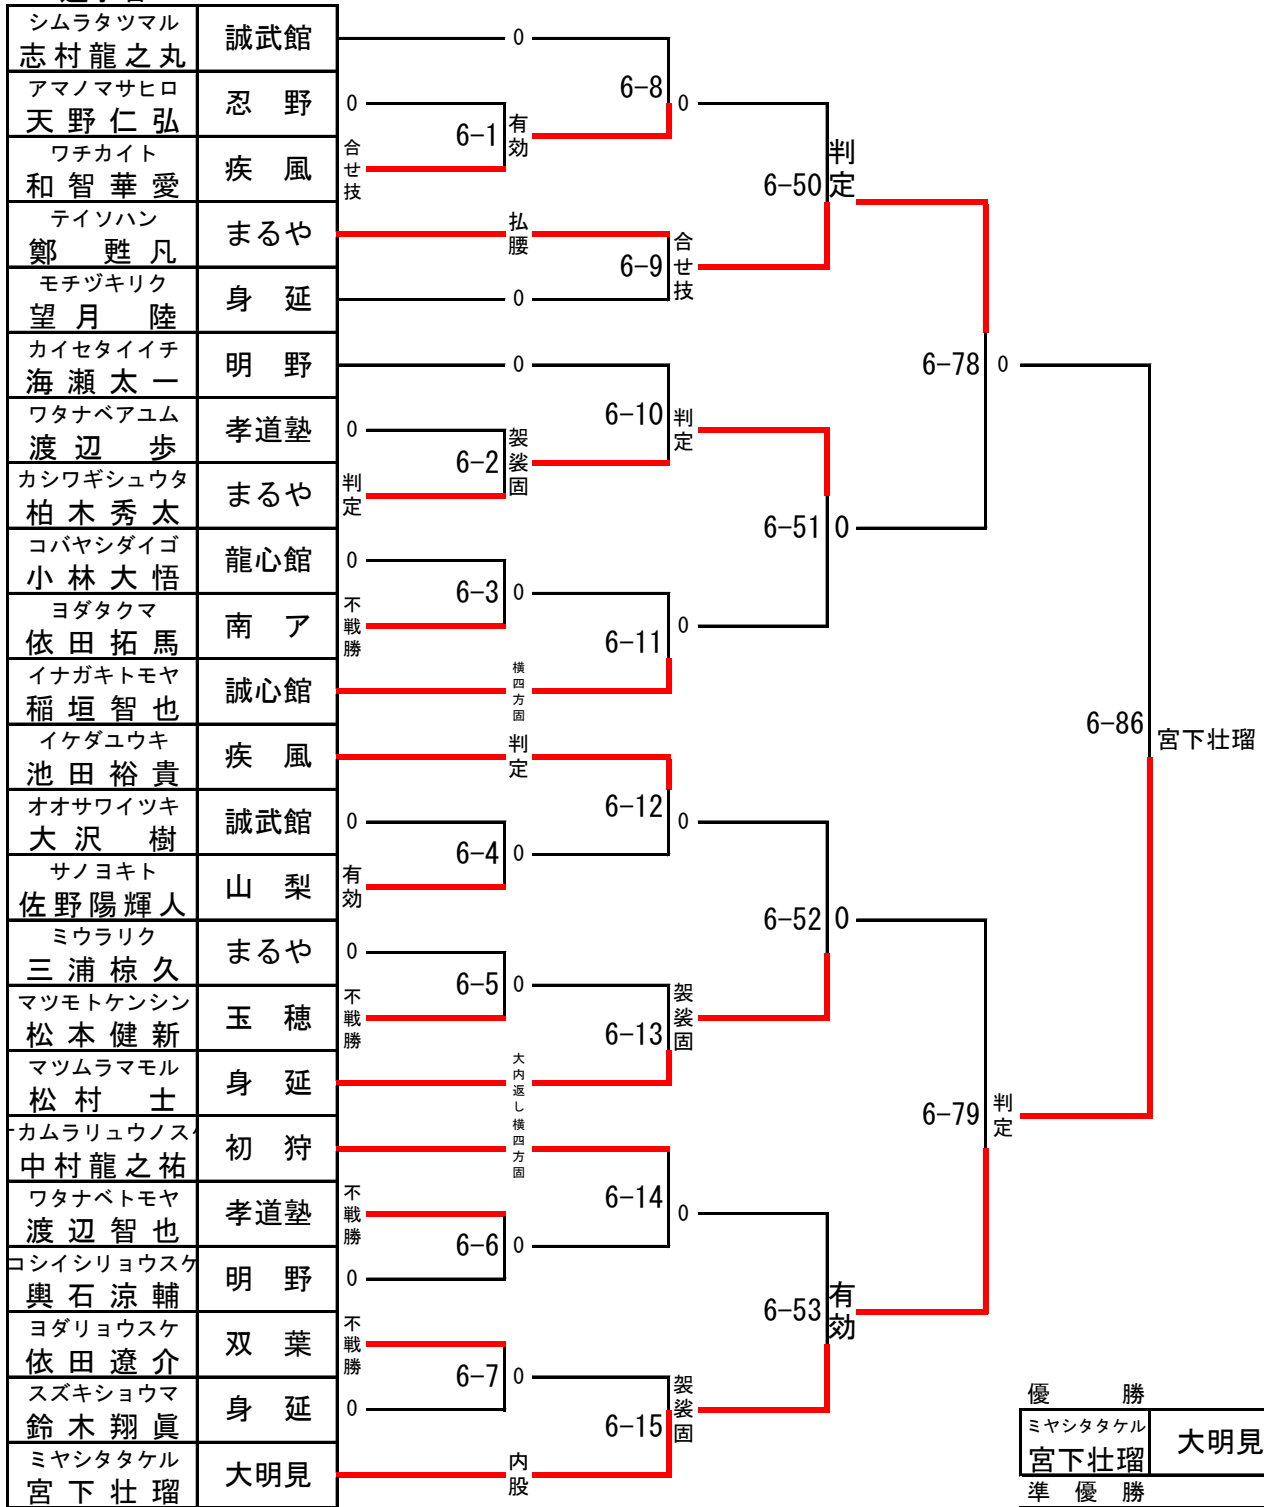 シムラタツマル
志村龍之丸 誠武館
アマノマサヒロ
天野仁弘 忍野
ワチカイト
和智華愛 疾風
テイソハン
鄭甦凡 まるや
モチヅキリク
望月陸 身延
カイセタイイチ
海瀬太一 明野
ワタナベアユム
渡辺歩 孝道塾
カシワギシュウタ
柏木秀太 まるや
コバヤシダイゴ
小林大悟 龍心館
ヨダタクマ
依田拓馬 南ア
イナガキトモヤ
稲垣智也 誠心館
イケダユウキ
池田裕貴 疾風
オオサワイツキ
大沢樹 誠武館
サノヨキト
佐野陽輝人 山梨
ミウラリク
三浦椋久 まるや
マツモトケンシン
松本健新 玉穂
マツムラマモル
松村士 身延
カムラリュウノス
中村龍之祐 初狩
ワタナベトモヤ
渡辺智也 孝道塾
コシイシリョウスケ
輿石涼輔 明野
ヨダリョウスケ
依田遼介 双葉
スズキショウマ
鈴木翔眞 身延
ミヤシタタケル
宮下壮瑠 大明見
0
合せ技
6-1
0
判定
6-2
0
不戦勝
6-3
0
有効
6-4
0
不戦勝
6-5
不戦勝
0
6-6
不戦勝
0
6-7
0
有効
6-8
払腰
0
6-9
0
袈裟固
6-10
0
横四方固
6-11
判定
0
6-12
0
大内返し横四方固
6-13
0
6-14
0
内股
6-15
0
合せ技
6-50
判定
0
6-51
0
袈裟固
6-52
0
袈裟固
6-53
判定
0
6-78
0
有効
6-79
0
判定
6-86
宮下壮瑠
優勝
ミヤシタタケル
宮下壮瑠 大明見
準優勝